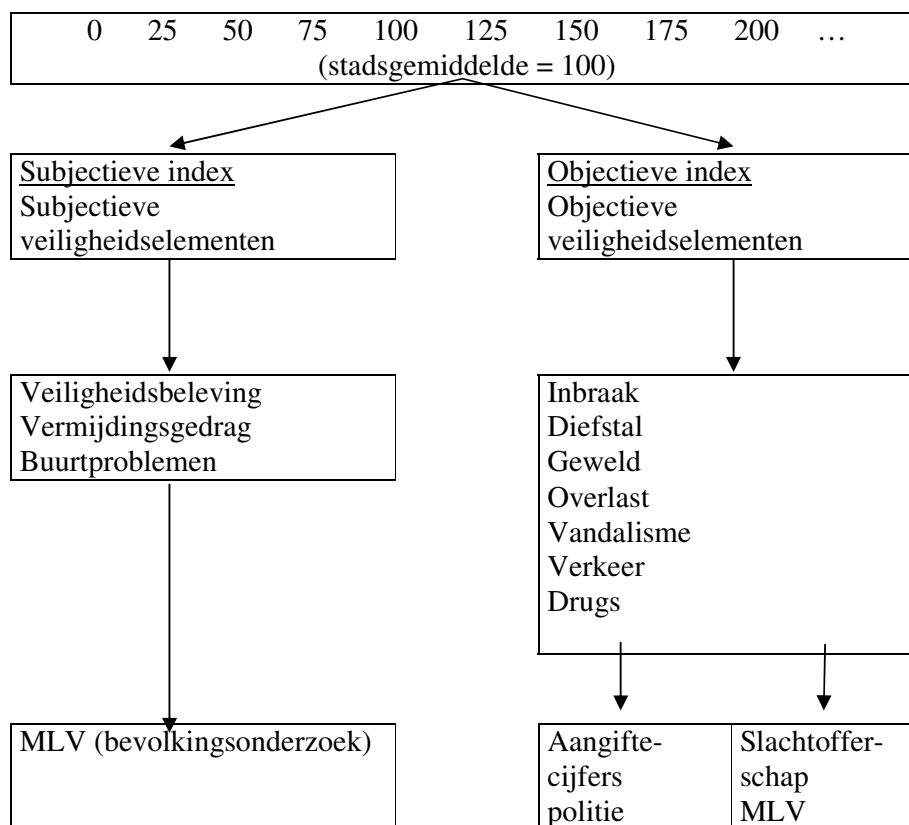 0 25 50 75 100 125 150 175 200 …
(stadsgemiddelde = 100)
Subjectieve index
Subjectieve
veiligheidselementen
Objectieve index
Objectieve
veiligheidselementen
Veiligheidsbeleving
Vermijdingsgedrag
Buurtproblemen
Inbraak
Diefstal
Geweld
Overlast
Vandalisme
Verkeer
Drugs
MLV (bevolkingsonderzoek)
Aangifte-
cijfers
politie
Slachtoffer-
schap
MLV